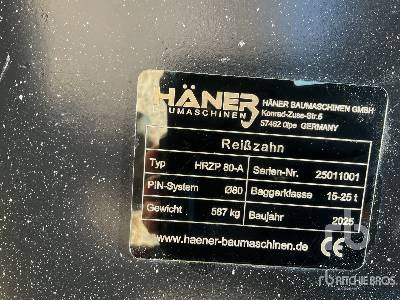 HÄNER
BAUMASCHINEN
HÄNER BAUMASCHINEN GMBH
Konrad-Zuse-Str.6
57462 Olpe GERMANY
Reißzahn
Typ HRZP 80-A Serien-Nr. 25011001
PIN-System Ø80 Baggerklasse 15-25 t
Gewicht 587 kg Baujahr 2025
www.haener-baumaschinen.de CE
rb
RITCHIE BROS.